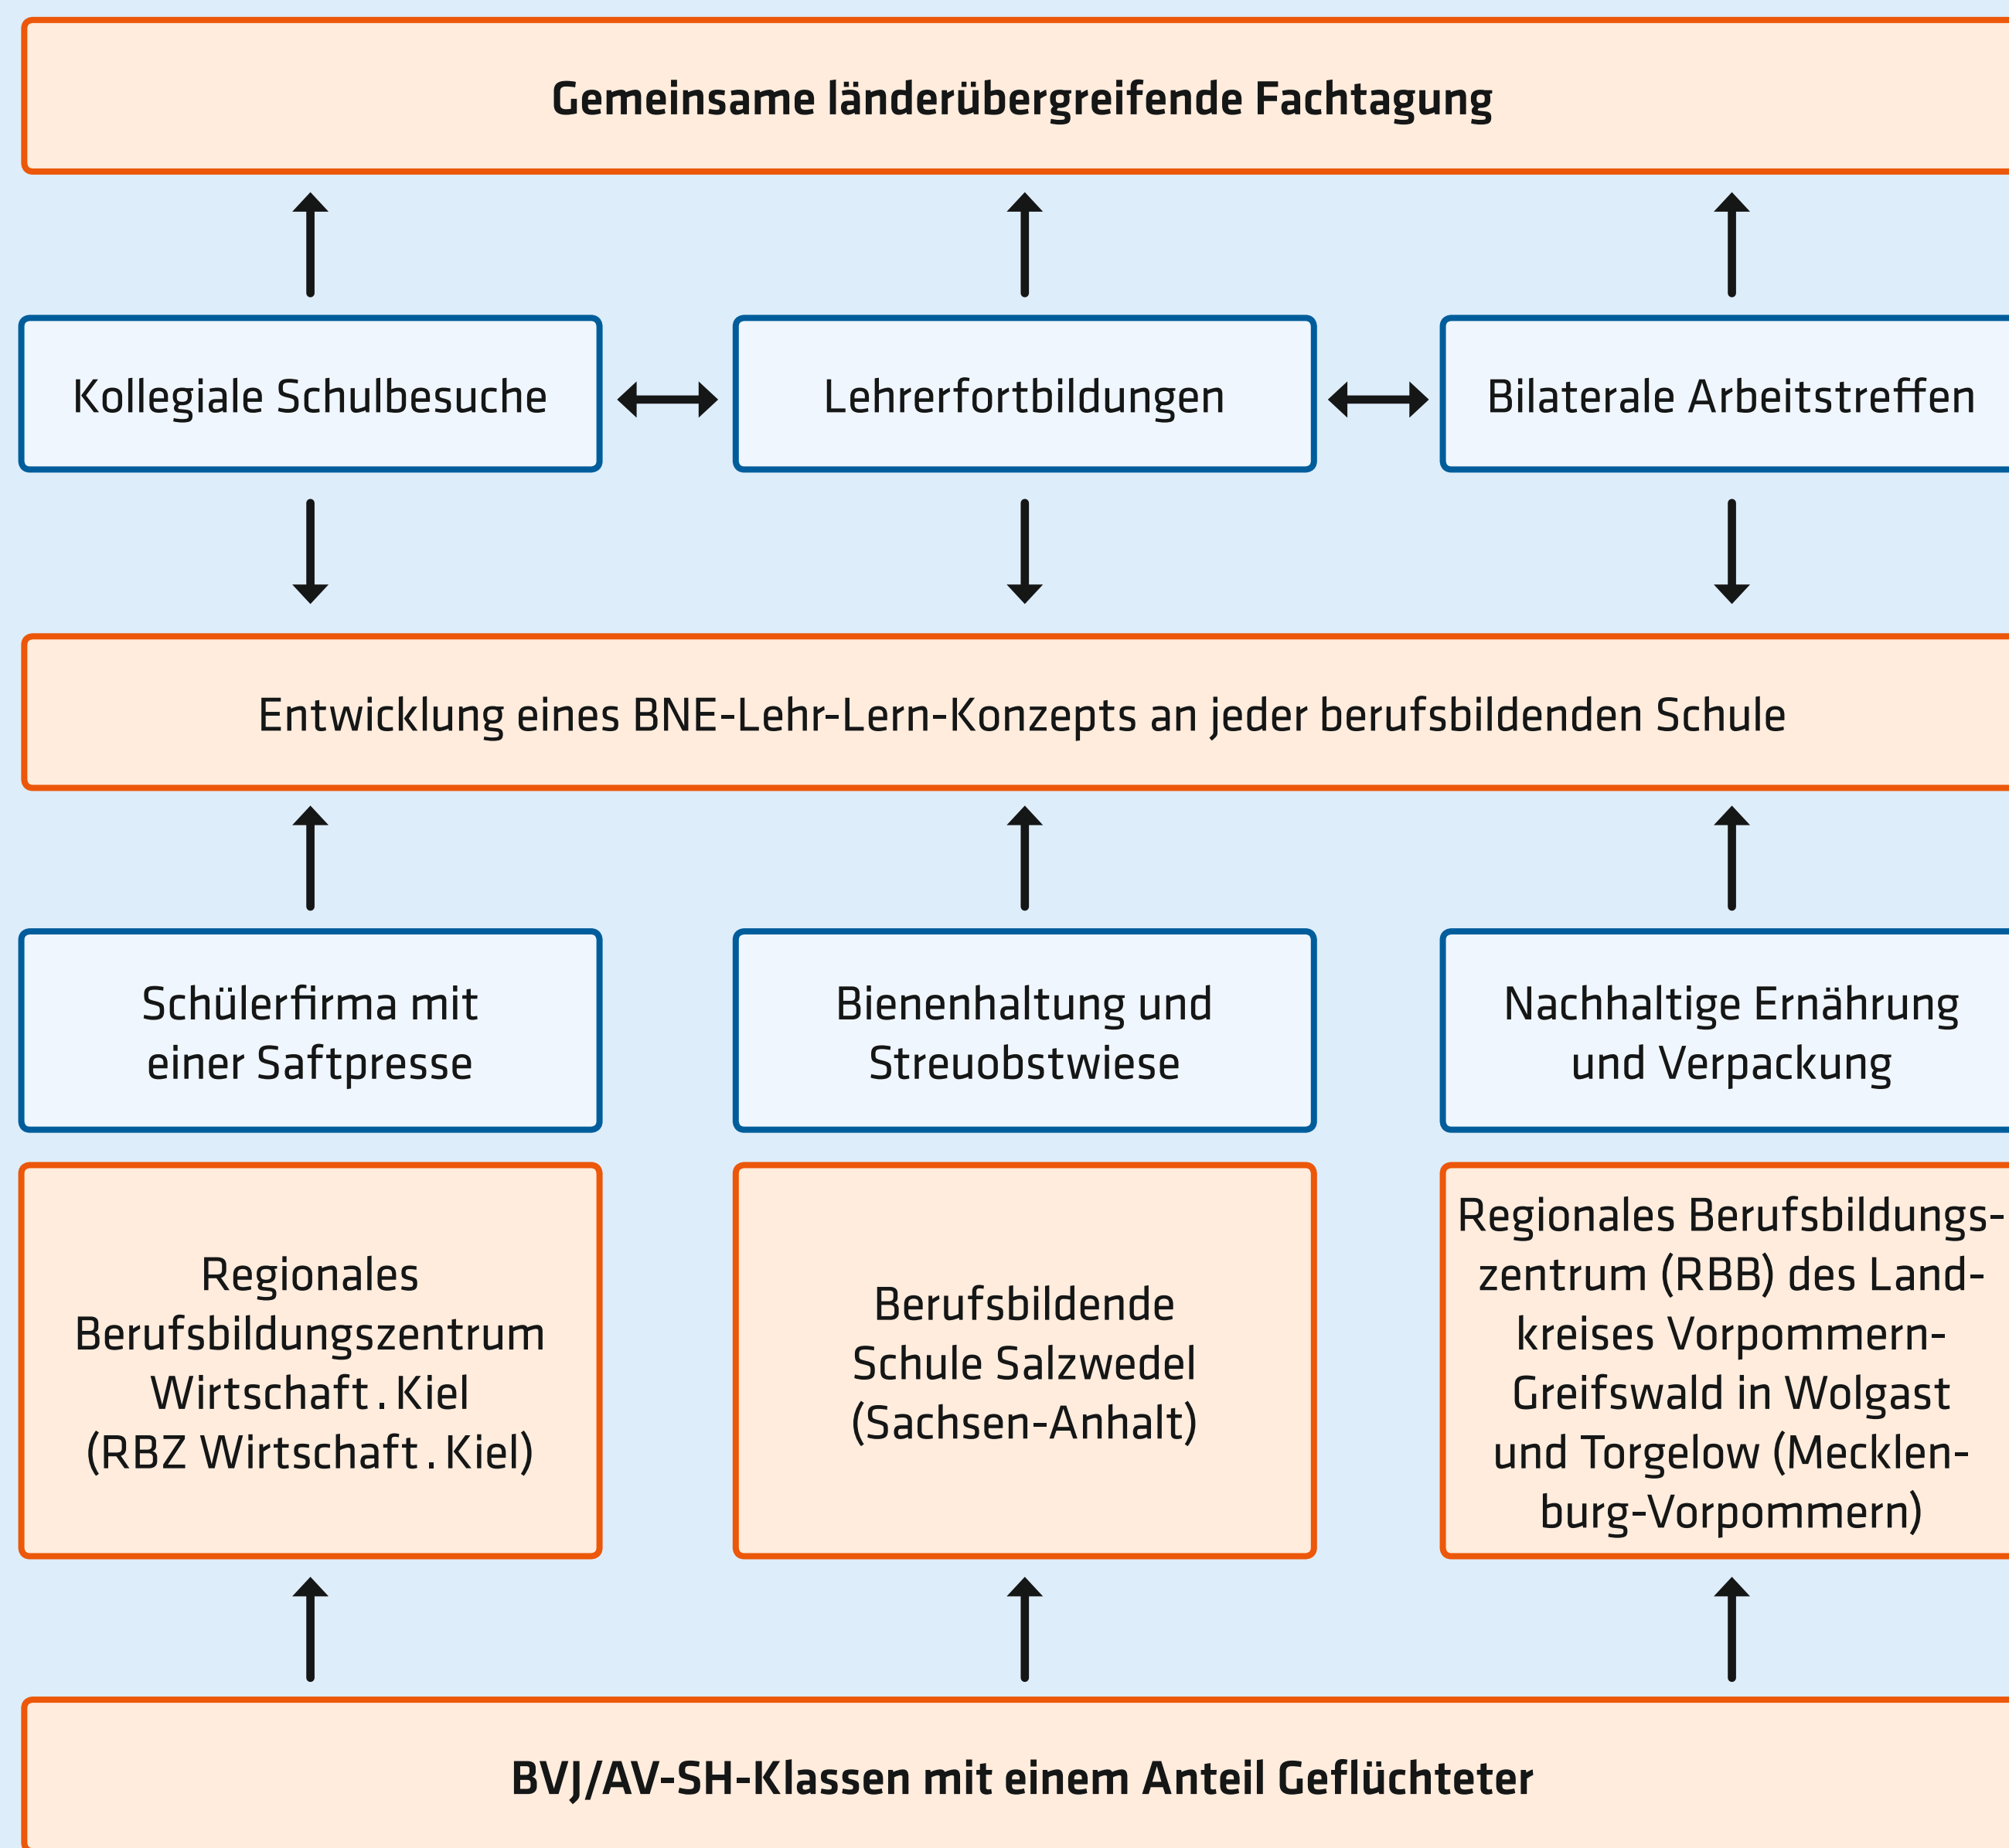 Gemeinsame länderübergreifende Fachtagung
Kollegiale Schulbesuche
Lehrerfortbildungen
Bilaterale Arbeitstreffen
Entwicklung eines BNE-Lehr-Lern-Konzepts an jeder berufsbildenden Schule
Schülerfirma mit
einer Saftpresse
Bienenhaltung und
Streuobstwiese
Nachhaltige Ernährung
und Verpackung
Regionales
Berufsbildungszentrum
Wirtschaft . Kiel
(RBZ Wirtschaft . Kiel)
Berufsbildende
Schule Salzwedel
(Sachsen-Anhalt)
Regionales Berufsbildungs-
zentrum (RBB) des Land-
kreises Vorpommern-
Greifswald in Wolgast
und Torgelow (Mecklen-
burg-Vorpommern)
BVJ/AV-SH-Klassen mit einem Anteil Geflüchteter